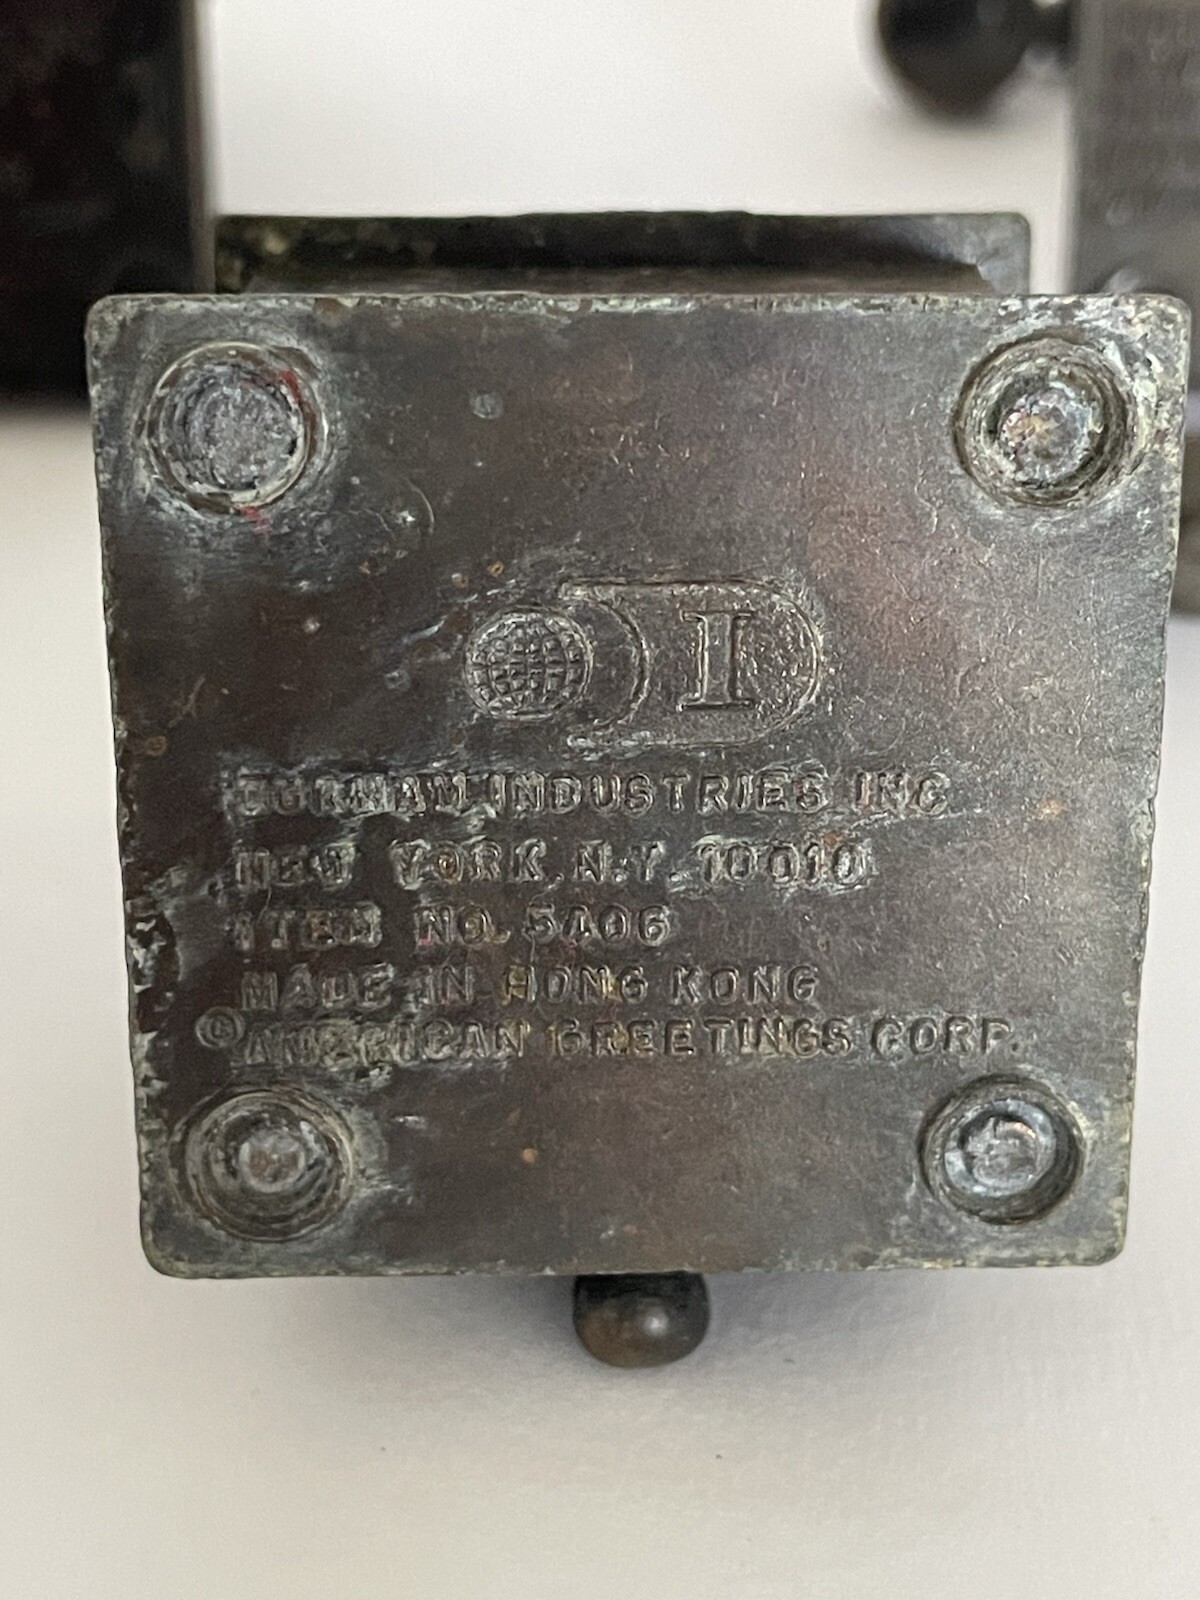 I
DURHAM INDUSTRIES INC
NEW YORK, N.Y. 10010
ITEM NO. 5406
MADE IN HONG KONG
©AMERICAN GREETINGS CORP.